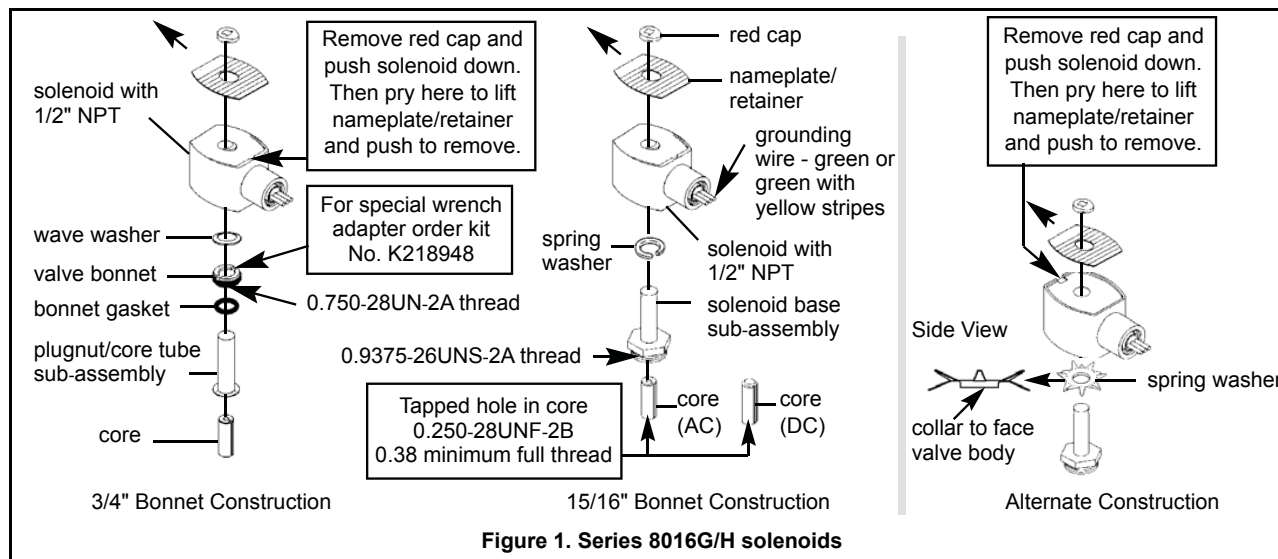 Remove red cap and
push solenoid down.
Then pry here to lift
nameplate/retainer
and push to remove.
solenoid with
1/2" NPT
For special wrench
adapter order kit
No. K218948
wave washer
valve bonnet
0.750-28UN-2A thread
bonnet gasket
plugnut/core tube
sub-assembly
core
3/4" Bonnet Construction
red cap
nameplate/
retainer
grounding
wire - green or
green with
yellow stripes
spring
washer
solenoid with
1/2" NPT
solenoid base
sub-assembly
0.9375-26UNS-2A thread
Tapped hole in core
0.250-28UNF-2B
0.38 minimum full thread
core
(AC)
core
(DC)
15/16" Bonnet Construction
Remove red cap and
push solenoid down.
Then pry here to lift
nameplate/retainer
and push to remove.
Side View
spring washer
collar to face
valve body
Alternate Construction
Figure 1. Series 8016G/H solenoids